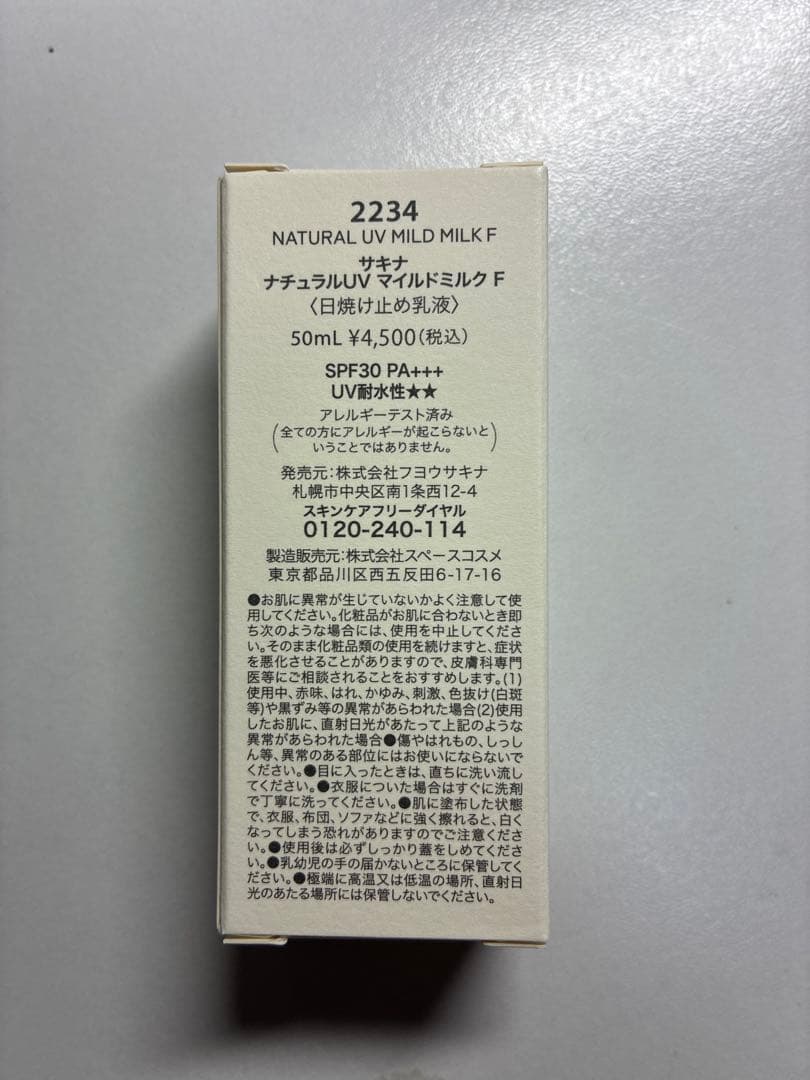 2234
NATURAL UV MILD MILK F
サキナ
ナチュラルUV マイルドミルク F
〈日焼け止め乳液〉
50mL ¥4,500(税込)
SPF30 PA+++
UV耐水性★★
アレルギーテスト済み
(全ての方にアレルギーが起こらないと
いうことではありません。)
発売元:株式会社フヨウサキナ
札幌市中央区南1条西12-4
スキンケアフリーダイヤル
0120-240-114
製造販売元:株式会社スペースコスメ
東京都品川区西五反田6-17-16
●お肌に異常が生じていないかよく注意して使
用してください。化粧品がお肌に合わないとき即
ち次のような場合には、使用を中止してくださ
い。そのまま化粧品類の使用を続けますと、症状
を悪化させることがありますので、皮膚科専門
医等にご相談されることをおすすめします。(1)
使用中、赤味、はれ、かゆみ、刺激、色抜け(白斑
等)や黒ずみ等の異常があらわれた場合(2)使用
したお肌に、直射日光があたって上記のような
異常があらわれた場合●傷やはれもの、しっし
ん等、異常のある部位にはお使いにならないで
ください。●目に入ったときは、直ちに洗い流し
てください。●衣服についた場合はすぐに洗剤
で丁寧に洗ってください。●肌に塗布した状態
で、衣服、布団、ソファなどに強く擦れると、白く
なってしまう恐れがありますのでご注意くださ
い。●使用後は必ずしっかり蓋をしめてくださ
い。●乳幼児の手の届かないところに保管してく
ださい。●極端に高温又は低温の場所、直射日
光のあたる場所には保管しないでください。